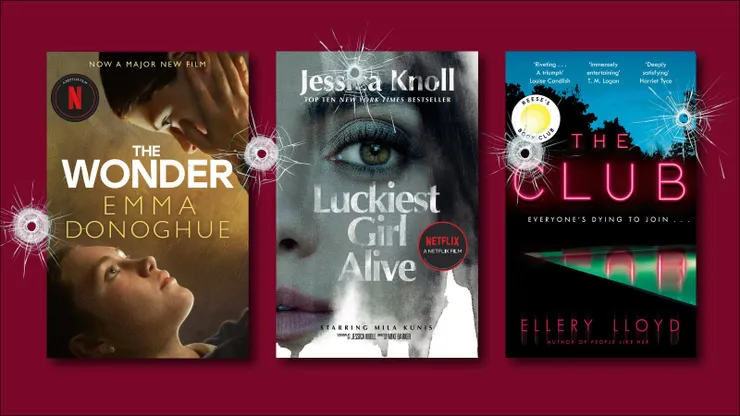 NOW A MAJOR NEW FILM
N
THE
WONDER
EMMA
DONOGHUE
Jessica Knoll
TOP TEN NEW YORK TIMES BESTSELLER
Luckiest
Girl
Alive
NETFLIX
A NETFLIX FILM
STARRING MILA KUNIS
'Riveting . . .
A triumph'
Louise Candlish
'Immensely
entertaining'
T. M. Logan
'Deeply
satisfying'
Harriet Tyce
REESE'S
BOOK CLUB
THE
CLUB
EVERYONE'S DYING TO JOIN . . .
ELLERY LLOYD
AUTHOR OF PEOPLE LIKE HER